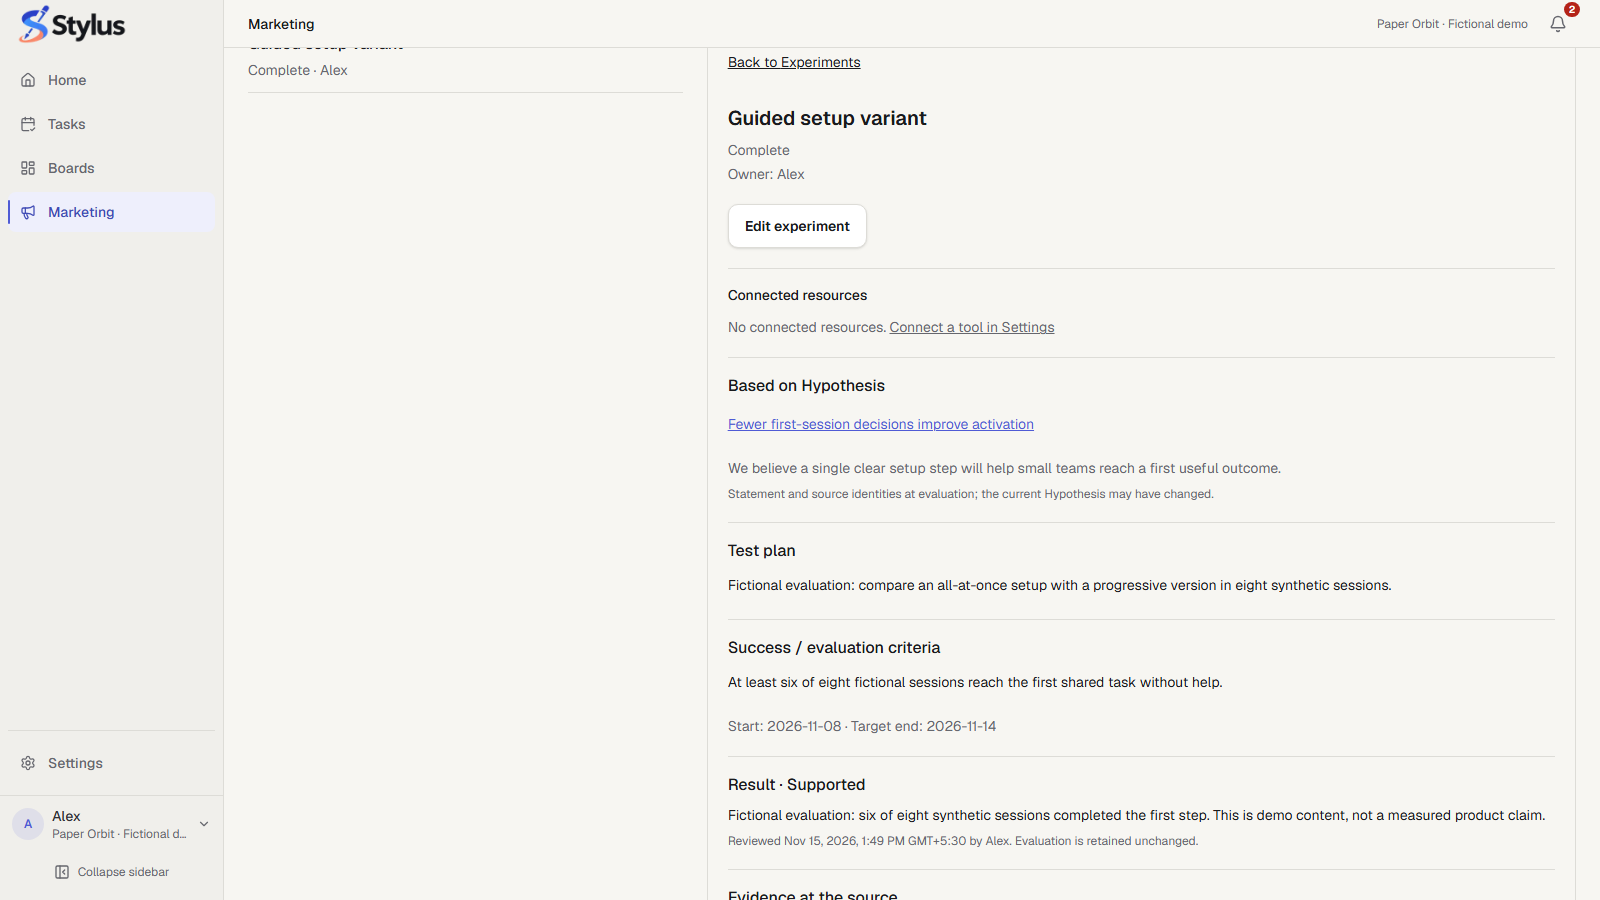 Stylus
Home
Tasks
Boards
Marketing
Settings
A
Alex
Paper Orbit · Fictional d...
Collapse sidebar
Marketing
Paper Orbit · Fictional demo
2
Guided setup variant
Complete · Alex
Back to Experiments
Guided setup variant
Complete
Owner: Alex
Edit experiment
Connected resources
No connected resources. Connect a tool in Settings
Based on Hypothesis
Fewer first-session decisions improve activation
We believe a single clear setup step will help small teams reach a first useful outcome.
Statement and source identities at evaluation; the current Hypothesis may have changed.
Test plan
Fictional evaluation: compare an all-at-once setup with a progressive version in eight synthetic sessions.
Success / evaluation criteria
At least six of eight fictional sessions reach the first shared task without help.
Start: 2026-11-08 · Target end: 2026-11-14
Result · Supported
Fictional evaluation: six of eight synthetic sessions completed the first step. This is demo content, not a measured product claim.
Reviewed Nov 15, 2026, 1:49 PM GMT+5:30 by Alex. Evaluation is retained unchanged.
Evidence at the source